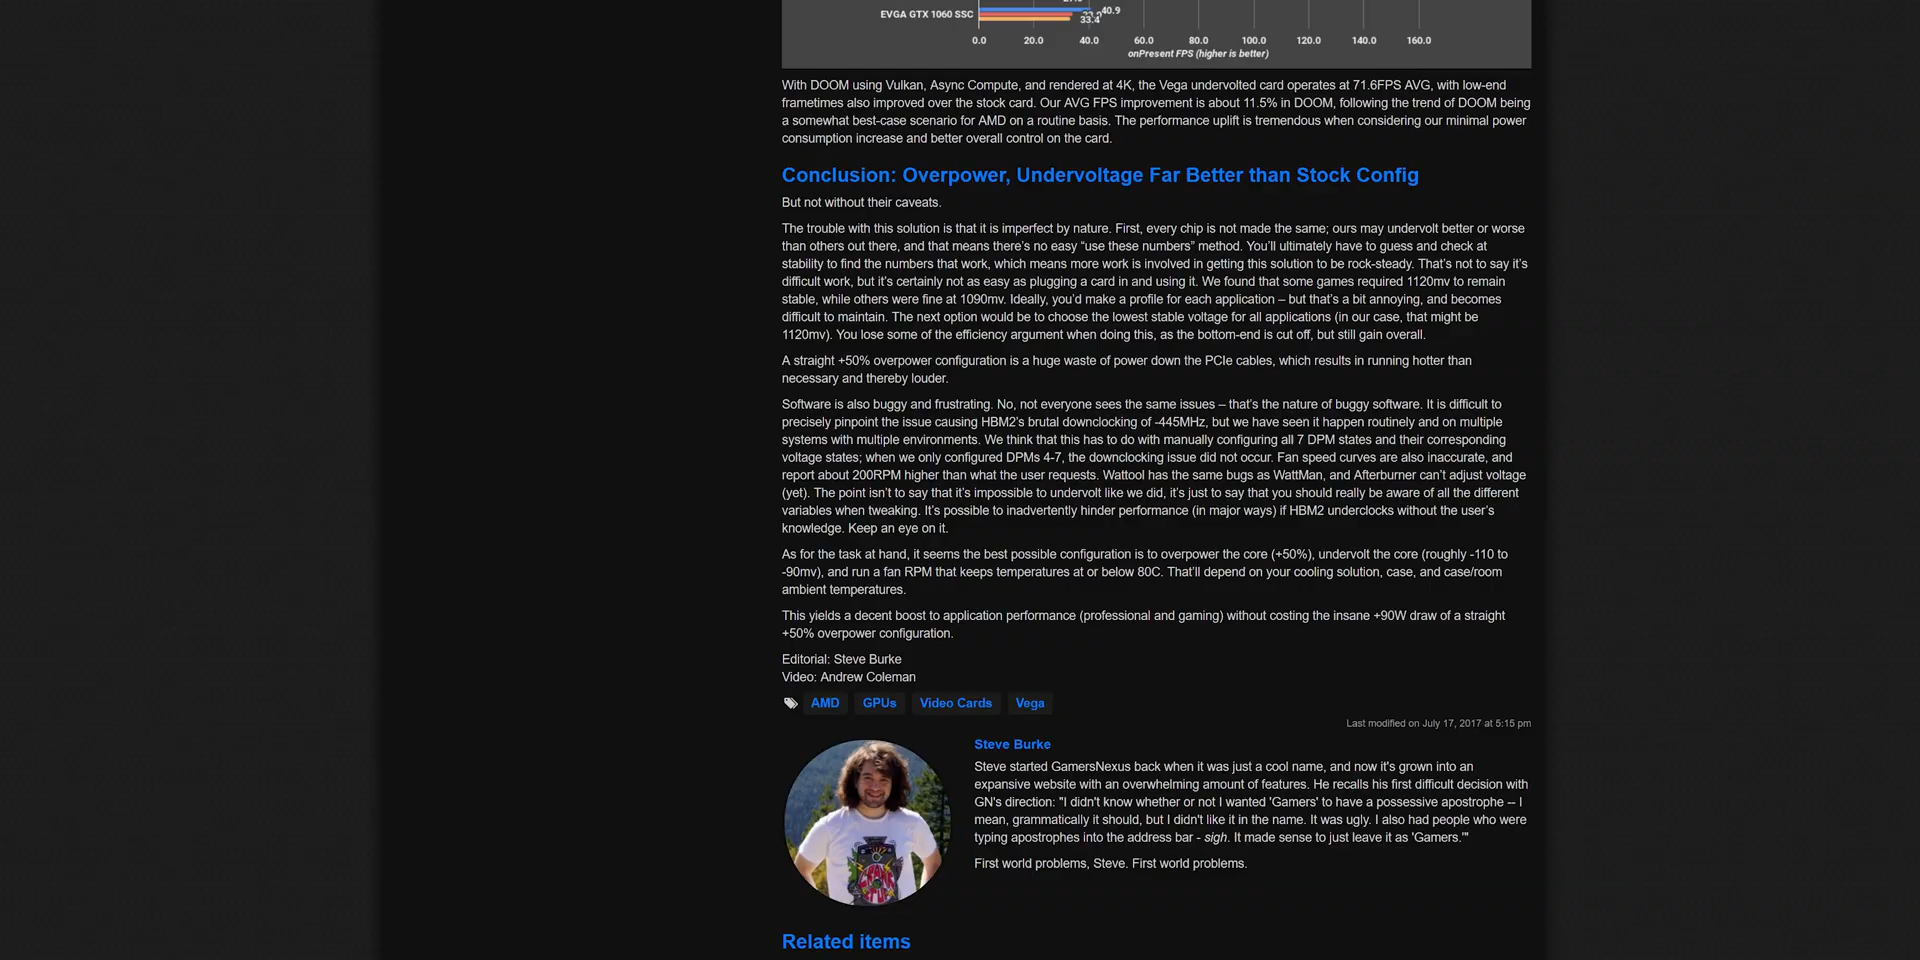 EVGA GTX 1060 SSC
40.9
33.4
0.0 20.0 40.0 60.0 80.0 100.0 120.0 140.0 160.0
onPresent FPS (higher is better)
With DOOM using Vulkan, Async Compute, and rendered at 4K, the Vega undervolted card operates at 71.6FPS AVG, with low-end
frametimes also improved over the stock card. Our AVG FPS improvement is about 11.5% in DOOM, following the trend of DOOM being
a somewhat best-case scenario for AMD on a routine basis. The performance uplift is tremendous when considering our minimal power
consumption increase and better overall control on the card.
Conclusion: Overpower, Undervoltage Far Better than Stock Config
But not without their caveats.
The trouble with this solution is that it is imperfect by nature. First, every chip is not made the same; ours may undervolt better or worse
than others out there, and that means there's no easy “use these numbers” method. You'll ultimately have to guess and check at
stability to find the numbers that work, which means more work is involved in getting this solution to be rock-steady. That's not to say it's
difficult work, but it's certainly not as easy as plugging a card in and using it. We found that some games required 1120mv to remain
stable, while others were fine at 1090mv. Ideally, you'd make a profile for each application – but that's a bit annoying, and becomes
difficult to maintain. The next option would be to choose the lowest stable voltage for all applications (in our case, that might be
1120mv). You lose some of the efficiency argument when doing this, as the bottom-end is cut off, but still gain overall.
A straight +50% overpower configuration is a huge waste of power down the PCIe cables, which results in running hotter than
necessary and thereby louder.
Software is also buggy and frustrating. No, not everyone sees the same issues – that's the nature of buggy software. It is difficult to
precisely pinpoint the issue causing HBM2's brutal downclocking of -445MHz, but we have seen it happen routinely and on multiple
systems with multiple environments. We think that this has to do with manually configuring all 7 DPM states and their corresponding
voltage states; when we only configured DPMs 4-7, the downclocking issue did not occur. Fan speed curves are also inaccurate, and
report about 200RPM higher than what the user requests. Wattool has the same bugs as WattMan, and Afterburner can't adjust voltage
(yet). The point isn't to say that it's impossible to undervolt like we did, it's just to say that you should really be aware of all the different
variables when tweaking. It's possible to inadvertently hinder performance (in major ways) if HBM2 underclocks without the user's
knowledge. Keep an eye on it.
As for the task at hand, it seems the best possible configuration is to overpower the core (+50%), undervolt the core (roughly -110 to
-90mv), and run a fan RPM that keeps temperatures at or below 80C. That'll depend on your cooling solution, case, and case/room
ambient temperatures.
This yields a decent boost to application performance (professional and gaming) without costing the insane +90W draw of a straight
+50% overpower configuration.
Editorial: Steve Burke
Video: Andrew Coleman
AMD GPUs Video Cards Vega
Last modified on July 17, 2017 at 5:15 pm
Steve Burke
Steve started GamersNexus back when it was just a cool name, and now it's grown into an
expansive website with an overwhelming amount of features. He recalls his first difficult decision with
GN's direction: "I didn't know whether or not I wanted 'Gamers' to have a possessive apostrophe -- I
mean, grammatically it should, but I didn't like it in the name. It was ugly. I also had people who were
typing apostrophes into the address bar - sigh. It made sense to just leave it as 'Gamers.'"
First world problems, Steve. First world problems.
Related items